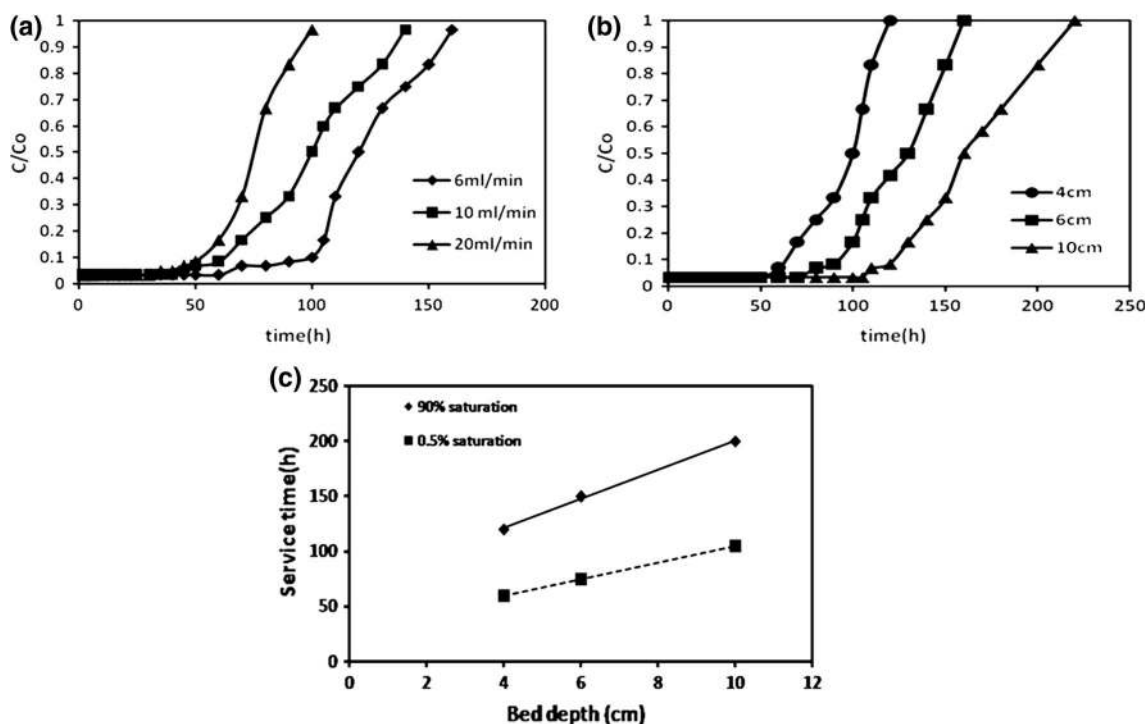 (a)
1
0.9
0.8
0.7
0.6
0.5
0.4
0.3
0.2
0.1
0
C/Co
6ml/min
10 ml/min
20ml/min
0 50 100 150 200
time(h)
(b)
1
0.9
0.8
0.7
0.6
0.5
0.4
0.3
0.2
0.1
0
C/Co
4cm
6cm
10cm
0 50 100 150 200 250
time(h)
(c)
250
200
150
100
50
0
Service time(h)
90% saturation
0.5% saturation
0 2 4 6 8 10 12
Bed depth (cm)